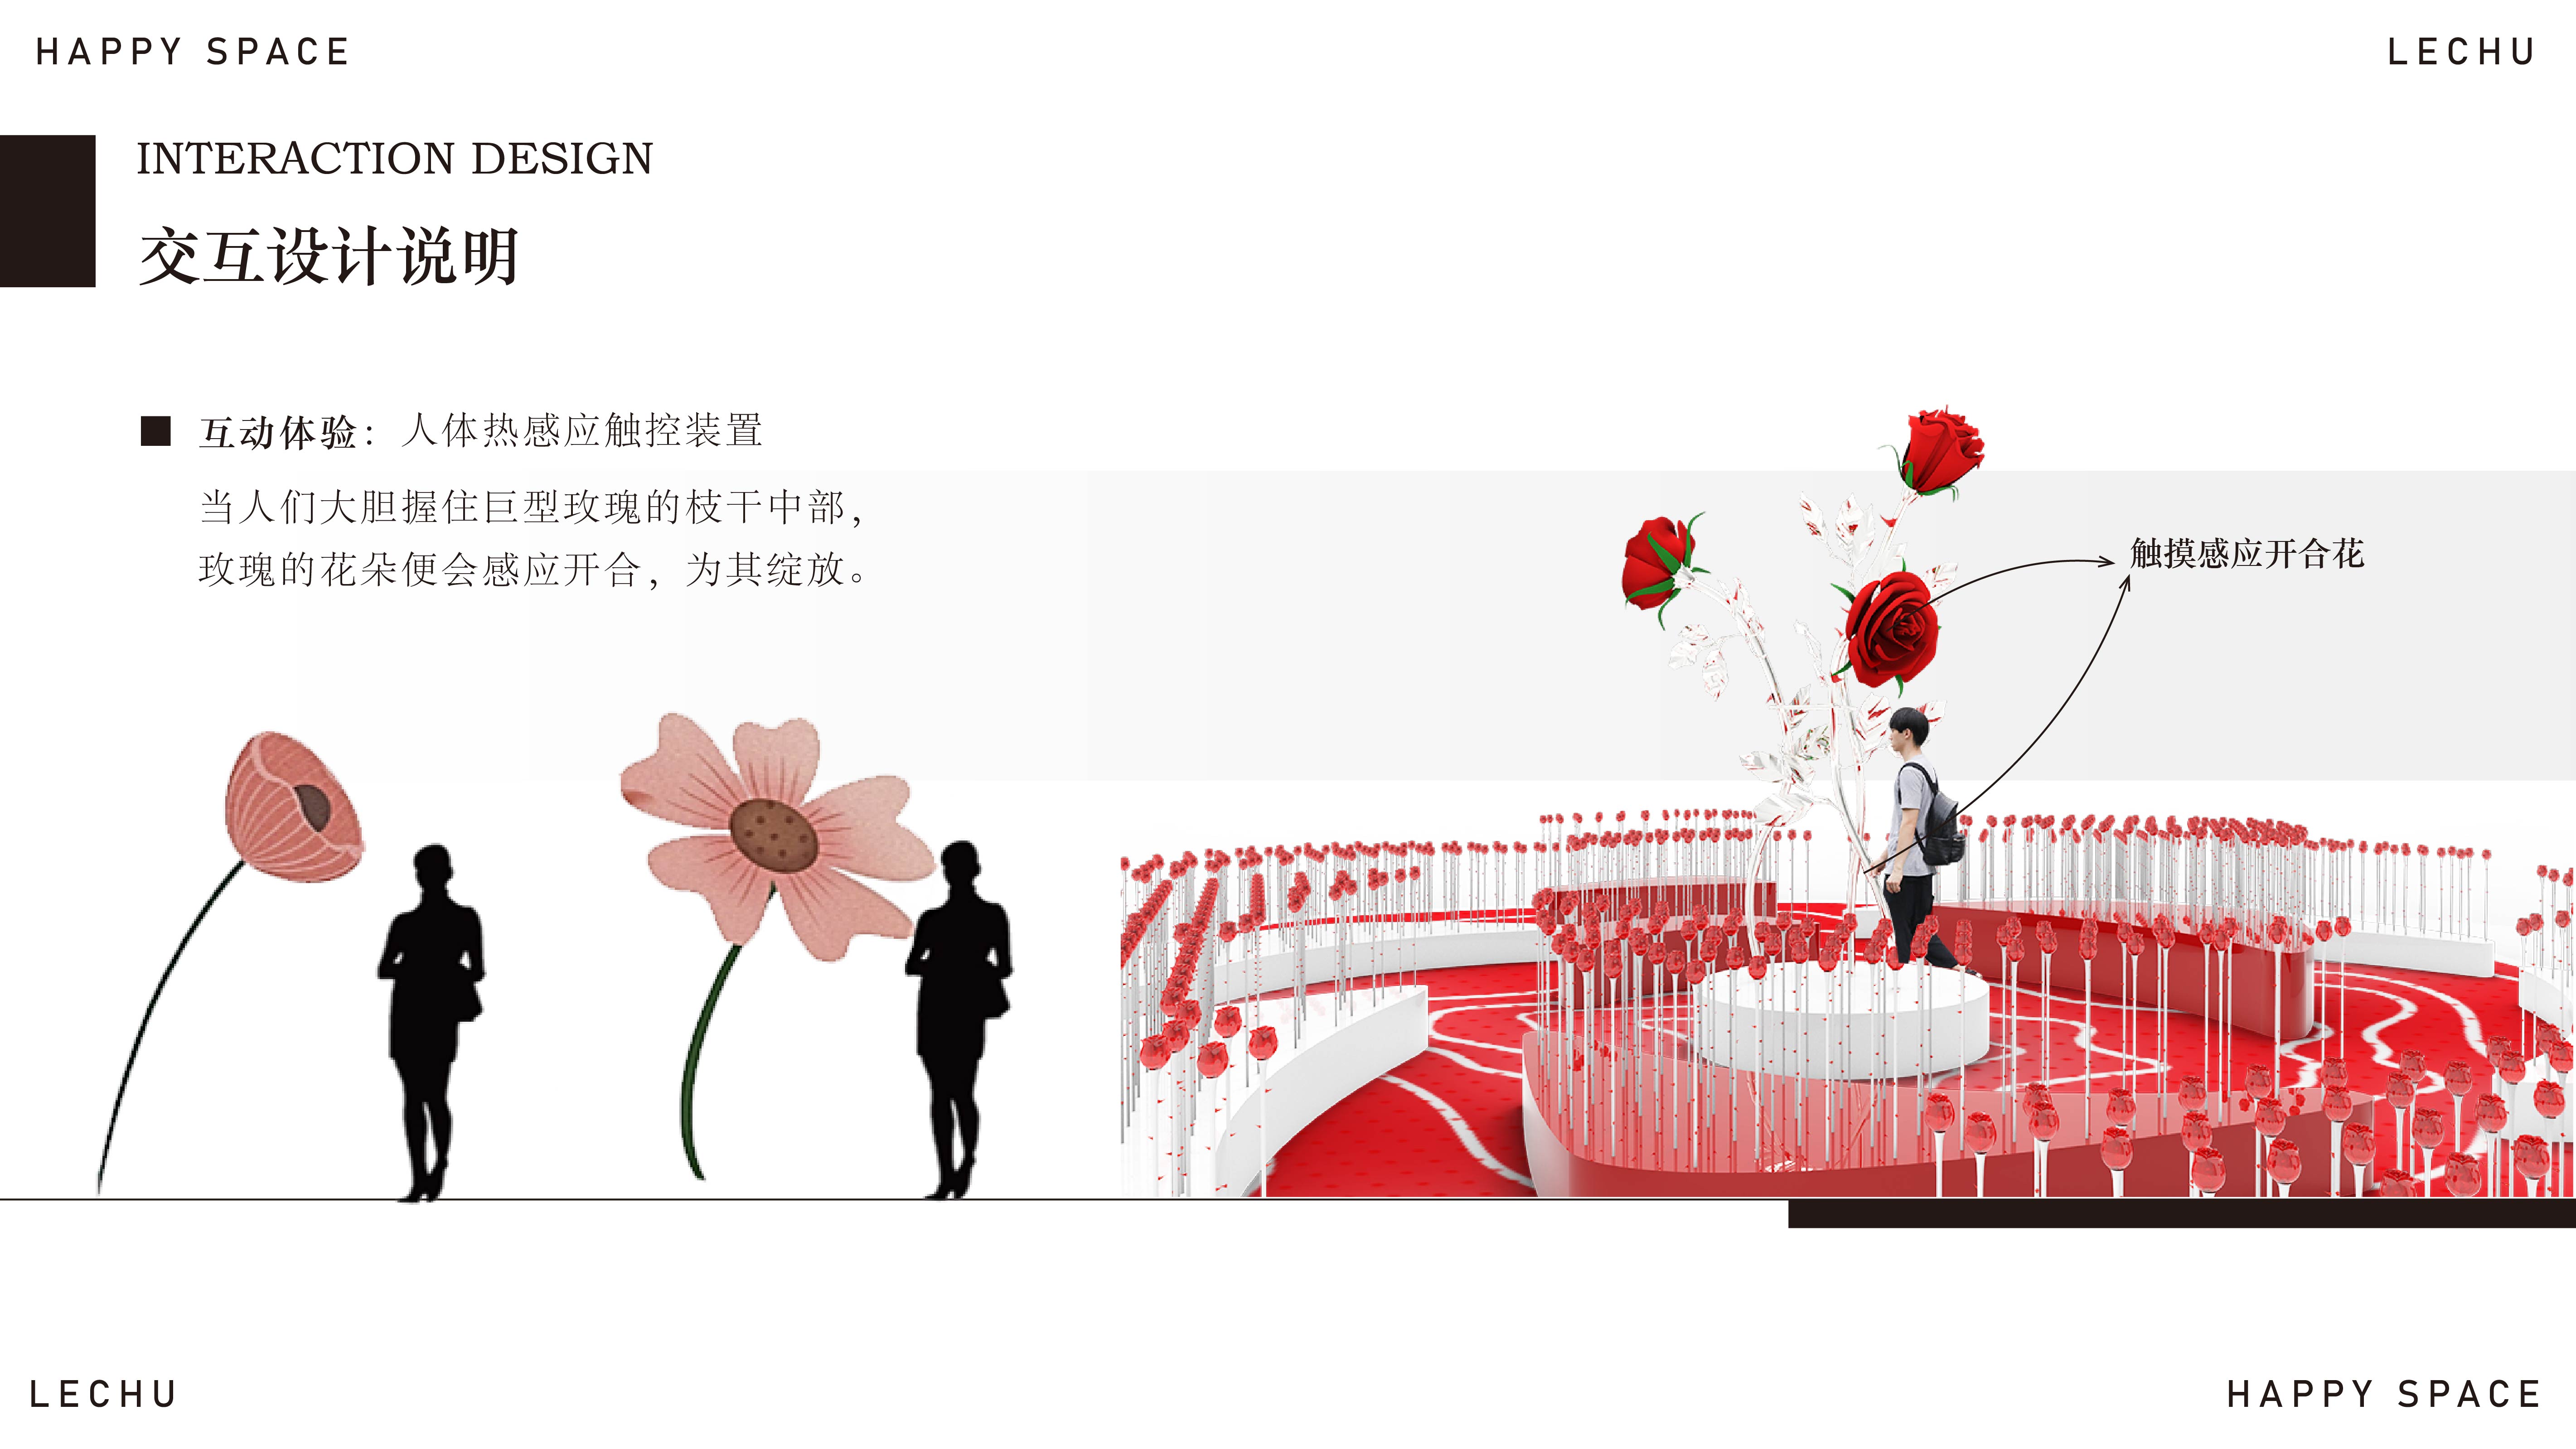 HAPPY SPACE
LECHU
INTERACTION DESIGN
交互设计说明
互动体验：人体热感应触控装置
当人们大胆握住巨型玫瑰的枝干中部，
玫瑰的花朵便会感应开合，为其绽放。
触摸感应开合花
LECHU
HAPPY SPACE